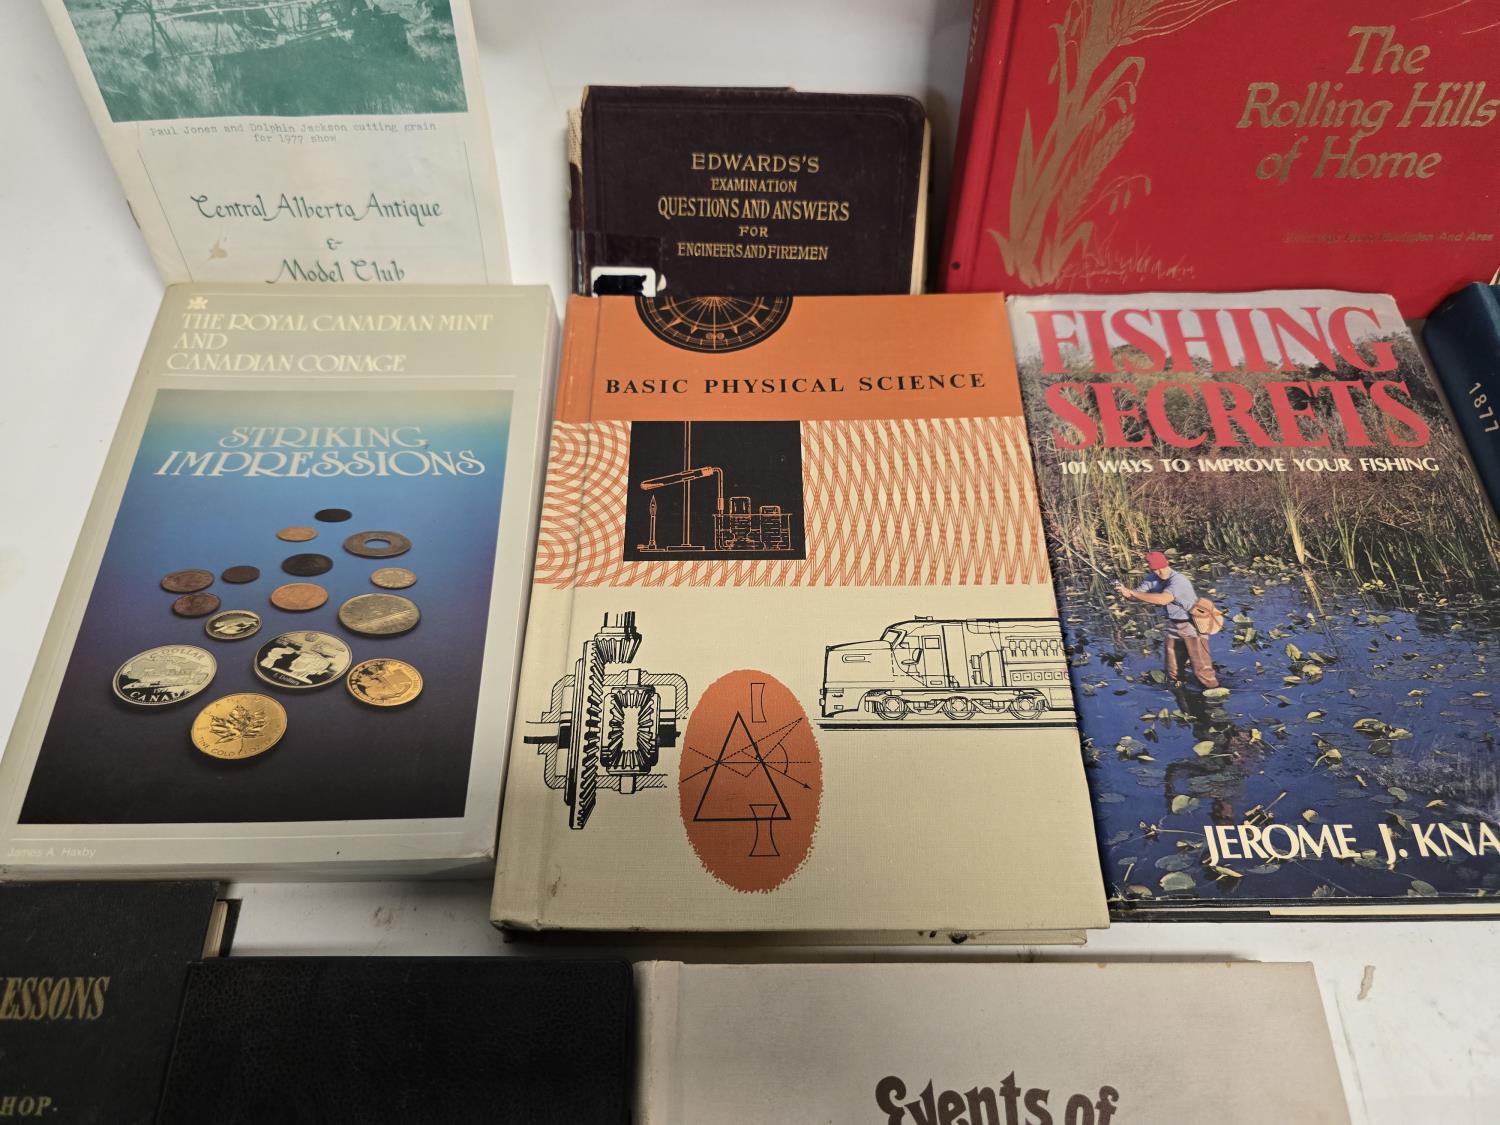 Paul Jones and Dolphin Jackson cutting grain
for 1977 show
Central Alberta Antique
&
Model Club
EDWARDS'S
EXAMINATION
QUESTIONS AND ANSWERS
FOR
ENGINEERS AND FIREMEN
The
Rolling Hills
of Home
THE ROYAL CANADIAN MINT
AND
CANADIAN COINAGE
STRIKING
IMPRESSIONS
DOLLAR
CANADA
James A. Haxby
BASIC PHYSICAL SCIENCE
FISHING
SECRETS
101 WAYS TO IMPROVE YOUR FISHING
JEROME J. KNA
1877
LESSONS
HOP.
Events of